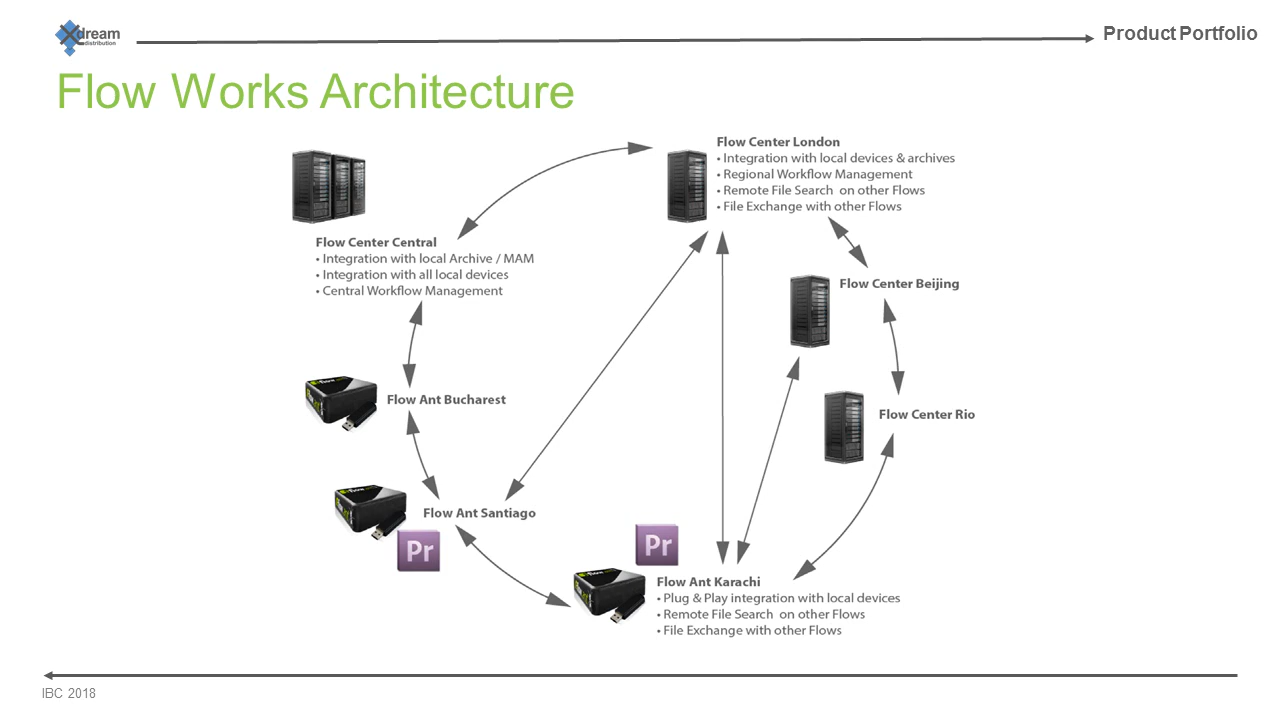 Xdream
distribution
Product Portfolio
Flow Works Architecture
Flow Center London
• Integration with local devices & archives
• Regional Workflow Management
• Remote File Search on other Flows
• File Exchange with other Flows
Flow Center Central
• Integration with local Archive / MAM
• Integration with all local devices
• Central Workflow Management
Flow Center Beijing
flow
Flow Ant Bucharest
Flow Center Rio
flow
Flow Ant Santiago
Pr
Pr
flow
Flow Ant Karachi
• Plug & Play integration with local devices
• Remote File Search on other Flows
• File Exchange with other Flows
IBC 2018